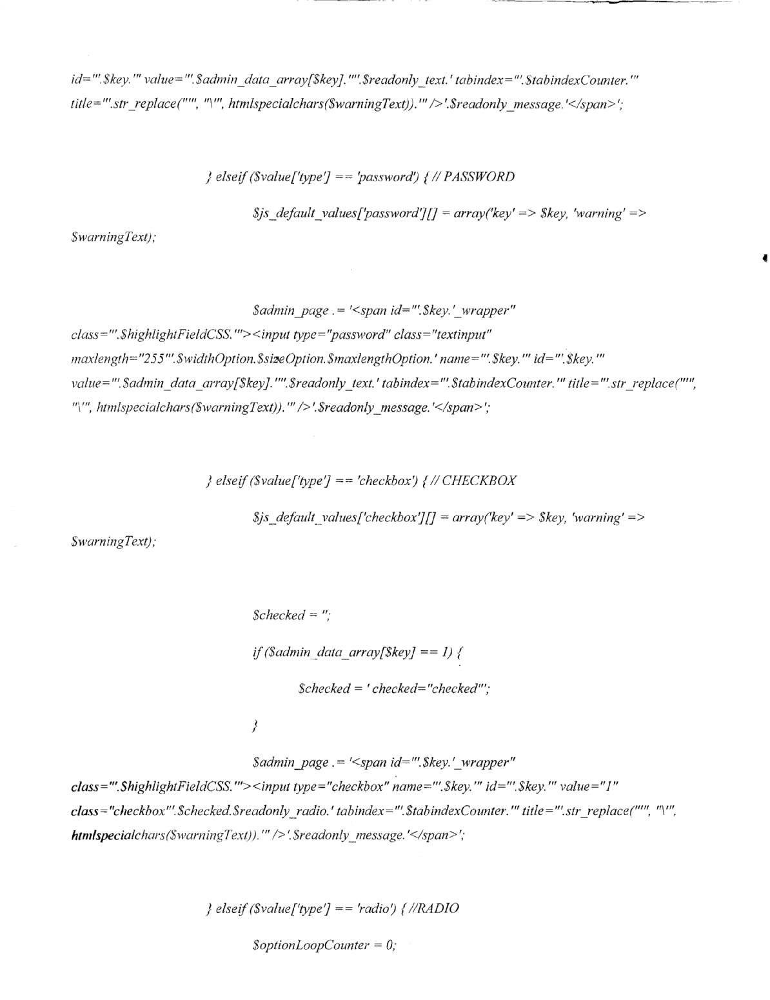 id="'.$key.'" value="'.$admin_data_array[$key].'"'.$readonly_text.' tabindex="'.$tabindexCounter.'"
title="'.str_replace("'", "\'", htmlspecialchars($warningText)).'" />'.$readonly_message.'</span>';
} elseif ($value['type'] == 'password') { // PASSWORD
$js_default_values['password'][] = array('key' => $key, 'warning' =>
$warningText);
$admin_page .= '<span id="'.$key.'_wrapper"
class="'.$highlightFieldCSS.'"><input type="password" class="textinput"
maxlength="255"'.$widthOption.$sizeOption.$maxlengthOption.' name="'.$key.'" id="'.$key.'"
value="'.$admin_data_array[$key].'"'.$readonly_text.' tabindex="'.$tabindexCounter.'" title="'.str_replace("'",
"\'", htmlspecialchars($warningText)).'" />'.$readonly_message.'</span>';
} elseif ($value['type'] == 'checkbox') { // CHECKBOX
$js_default_values['checkbox'][] = array('key' => $key, 'warning' =>
$warningText);
$checked = '';
if ($admin_data_array[$key] == 1) {
$checked = ' checked="checked"';
}
$admin_page .= '<span id="'.$key.'_wrapper"
class="'.$highlightFieldCSS.'"><input type="checkbox" name="'.$key.'" id="'.$key.'" value="1"
class="checkbox"'.$checked.$readonly_radio.' tabindex="'.$tabindexCounter.'" title="'.str_replace("'", "\'",
htmlspecialchars($warningText)).'" />'.$readonly_message.'</span>';
} elseif ($value['type'] == 'radio') { //RADIO
$optionLoopCounter = 0;